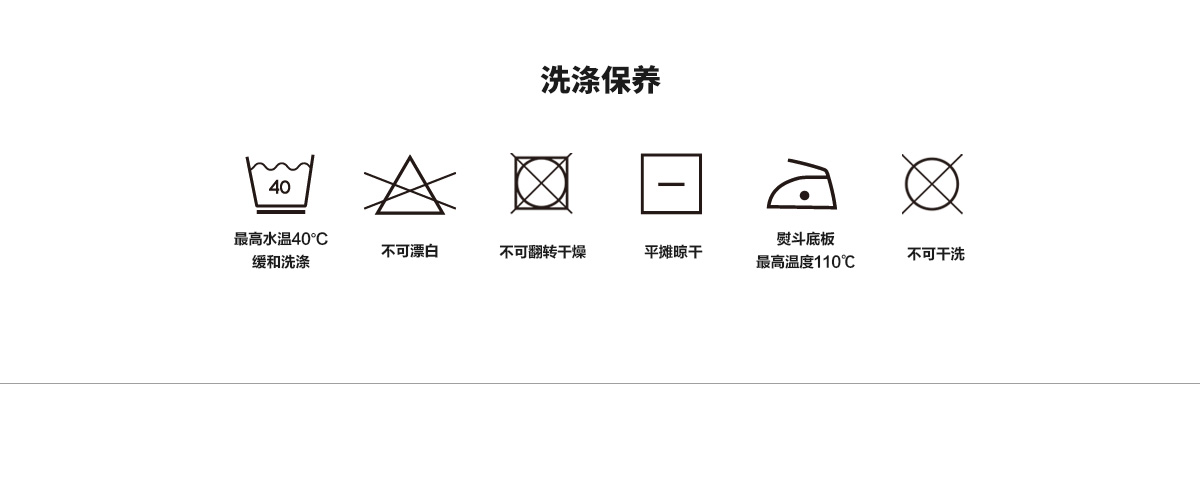 洗涤保养
40
最高水温40°C
缓和洗涤
不可漂白
不可翻转干燥
平摊晾干
熨斗底板
最高温度110℃
不可干洗